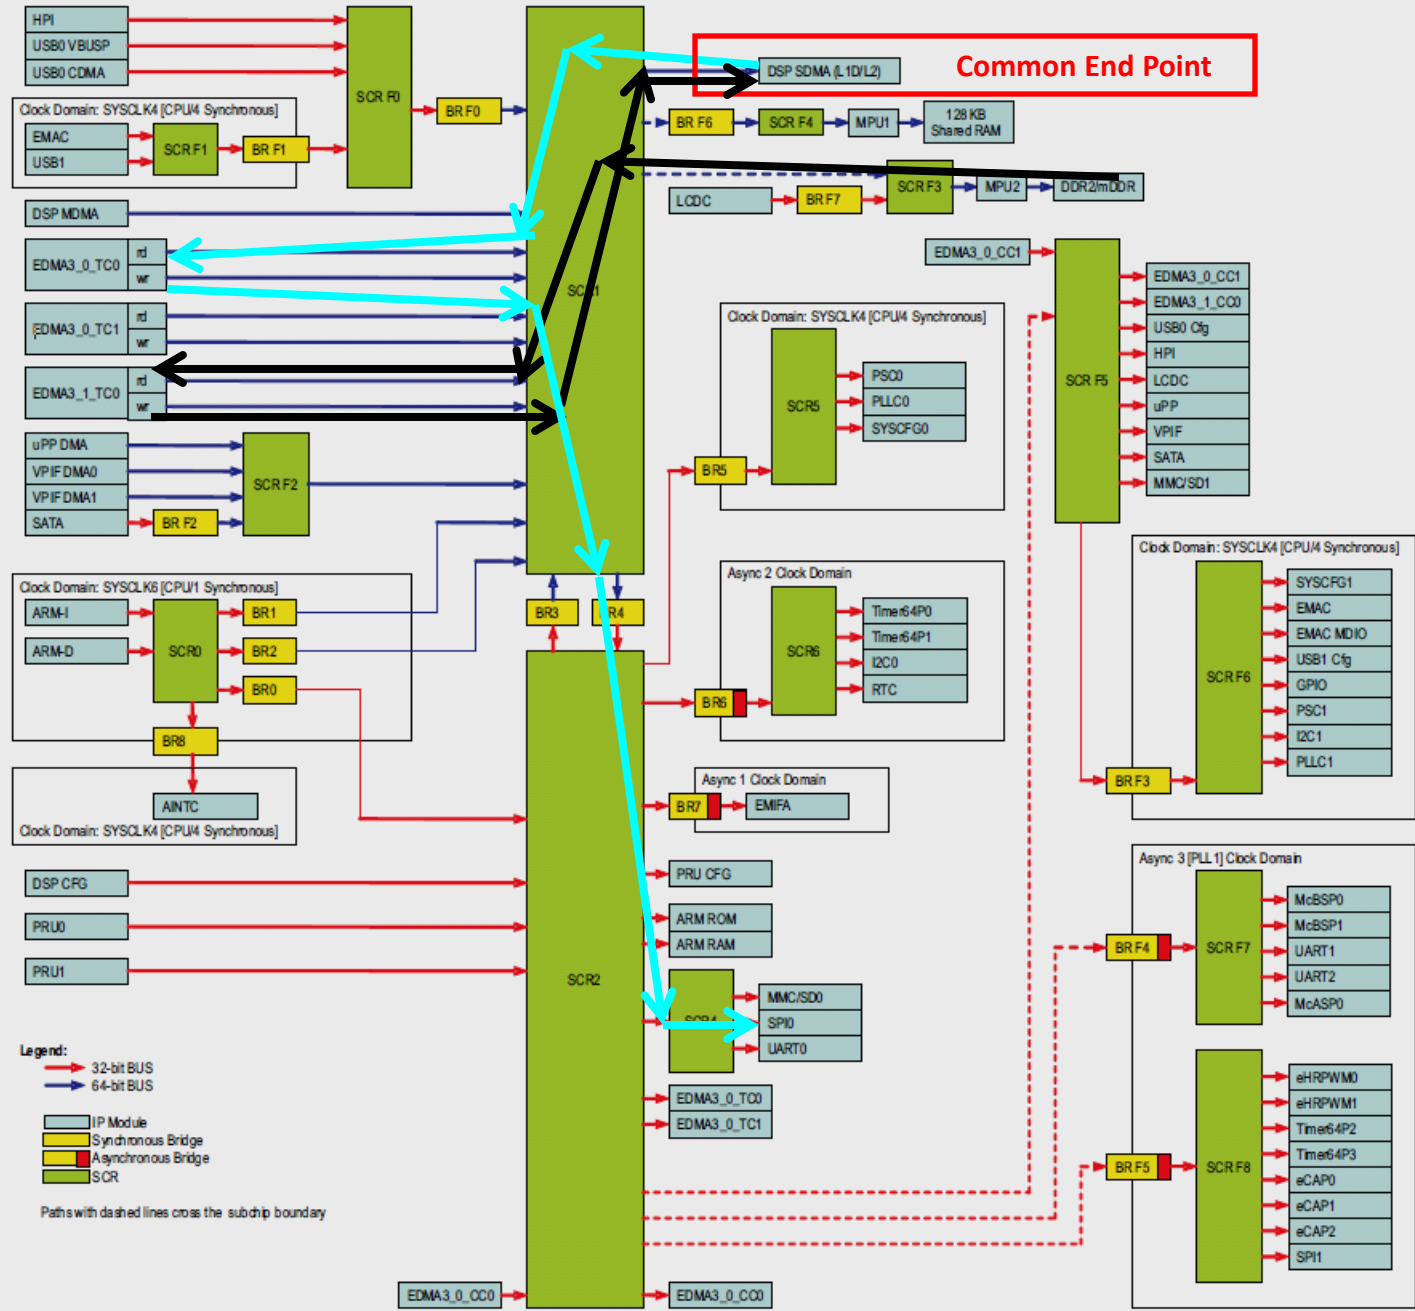 HPI
USB0 VBUSP
USB0 CDMA
SCR F0
BR F0
Clock Domain: SYSCLK4 [CPU/4 Synchronous]
EMAC
USB1
SCR F1
BR F1
DSP MDMA
EDMA3_0_TC0
rd
wr
EDMA3_0_TC1
rd
wr
EDMA3_1_TC0
rd
wr
uPP DMA
VPIF DMA0
VPIF DMA1
SATA
BR F2
SCR F2
Clock Domain: SYSCLK6 [CPU/1 Synchronous]
ARM-I
ARM-D
SCR0
BR1
BR2
BR0
BR8
AINTC
Clock Domain: SYSCLK4 [CPU/4 Synchronous]
DSP CFG
PRU0
PRU1
SCR1
BR3
BR4
SCR2
Common End Point
DSP SDMA (L1D/L2)
BR F6
SCR F4
MPU1
128 KB
Shared RAM
LCDC
BR F7
SCR F3
MPU2
DDR2/mDDR
EDMA3_0_CC1
SCR F5
EDMA3_0_CC1
EDMA3_1_CC0
USB0 Cfg
HPI
LCDC
uPP
VPIF
SATA
MMC/SD1
Clock Domain: SYSCLK4 [CPU/4 Synchronous]
BR5
SCR5
PSC0
PLLC0
SYSCFG0
Async 2 Clock Domain
BR6
SCR6
Timer64P0
Timer64P1
I2C0
RTC
Async 1 Clock Domain
BR7
EMIFA
PRU CFG
ARM ROM
ARM RAM
SCR4
MMC/SD0
SPI0
UART0
EDMA3_0_TC0
EDMA3_0_TC1
Clock Domain: SYSCLK4 [CPU/4 Synchronous]
BR F3
SCR F6
SYSCFG1
EMAC
EMAC MDIO
USB1 Cfg
GPIO
PSC1
I2C1
PLLC1
Async 3 [PLL1] Clock Domain
BR F4
SCR F7
McBSP0
McBSP1
UART1
UART2
McASP0
BR F5
SCR F8
eHRPWM0
eHRPWM1
Timer64P2
Timer64P3
eCAP0
eCAP1
eCAP2
SPI1
Legend:
32-bit BUS
64-bit BUS
IP Module
Synchronous Bridge
Asynchronous Bridge
SCR
Paths with dashed lines cross the subchip boundary
EDMA3_0_CC0
EDMA3_0_CC0